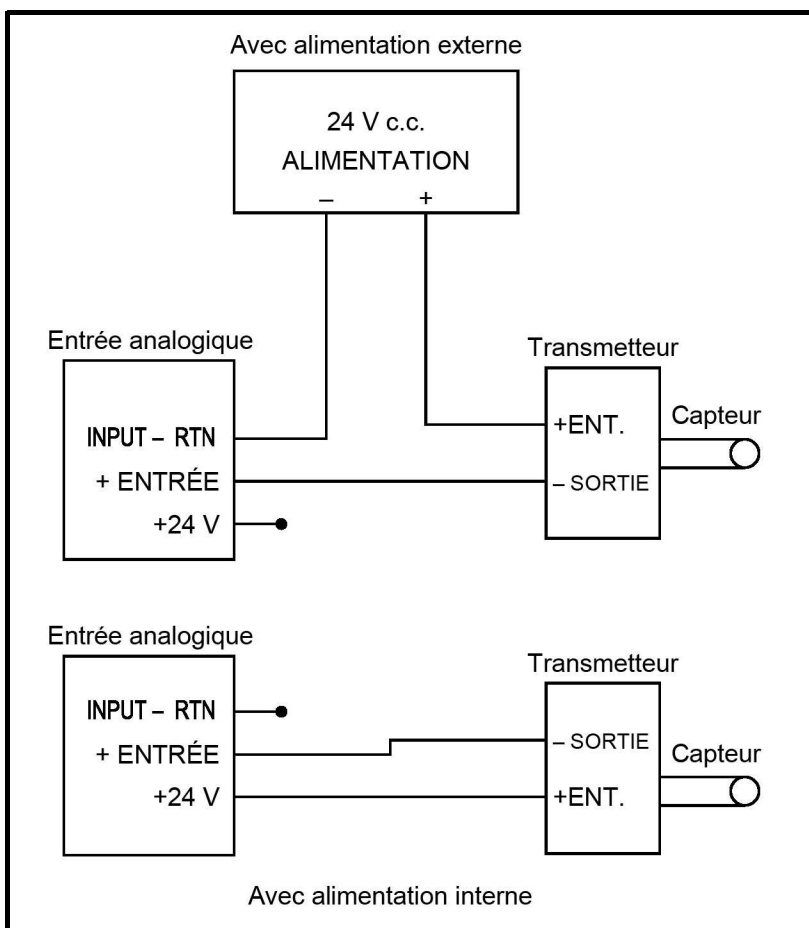 Avec alimentation externe
24 V c.c.
ALIMENTATION
– +
Entrée analogique
INPUT – RTN
+ ENTRÉE
+24 V
Transmetteur
+ENT.
– SORTIE
Capteur
Entrée analogique
INPUT – RTN
+ ENTRÉE
+24 V
Transmetteur
– SORTIE
+ENT.
Capteur
Avec alimentation interne